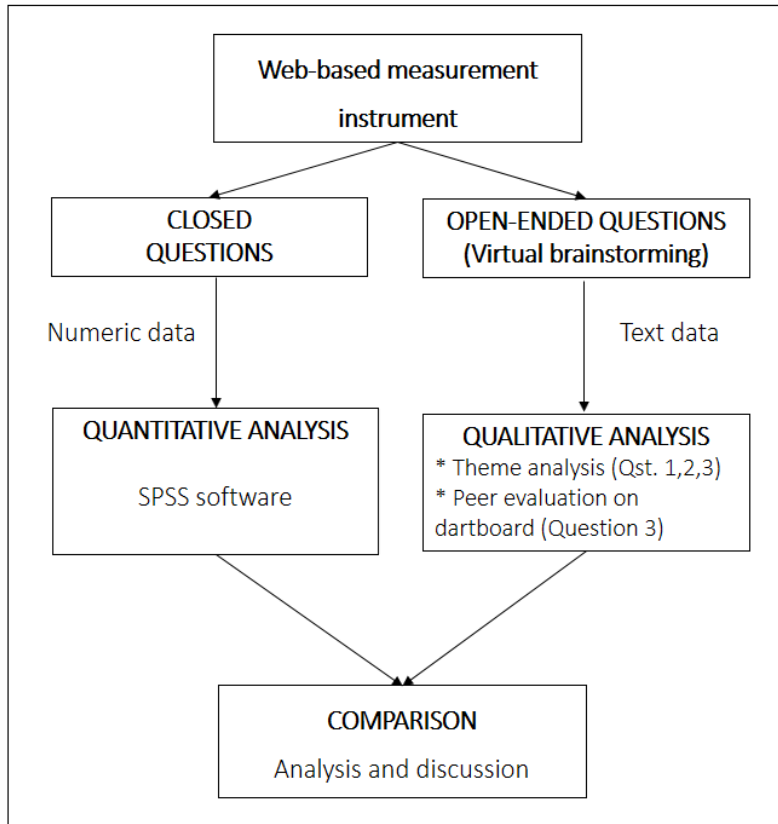 Web-based measurement
instrument
CLOSED
QUESTIONS
OPEN-ENDED QUESTIONS
(Virtual brainstorming)
Numeric data
Text data
QUANTITATIVE ANALYSIS
SPSS software
QUALITATIVE ANALYSIS
* Theme analysis (Qst. 1,2,3)
* Peer evaluation on
dartboard (Question 3)
COMPARISON
Analysis and discussion